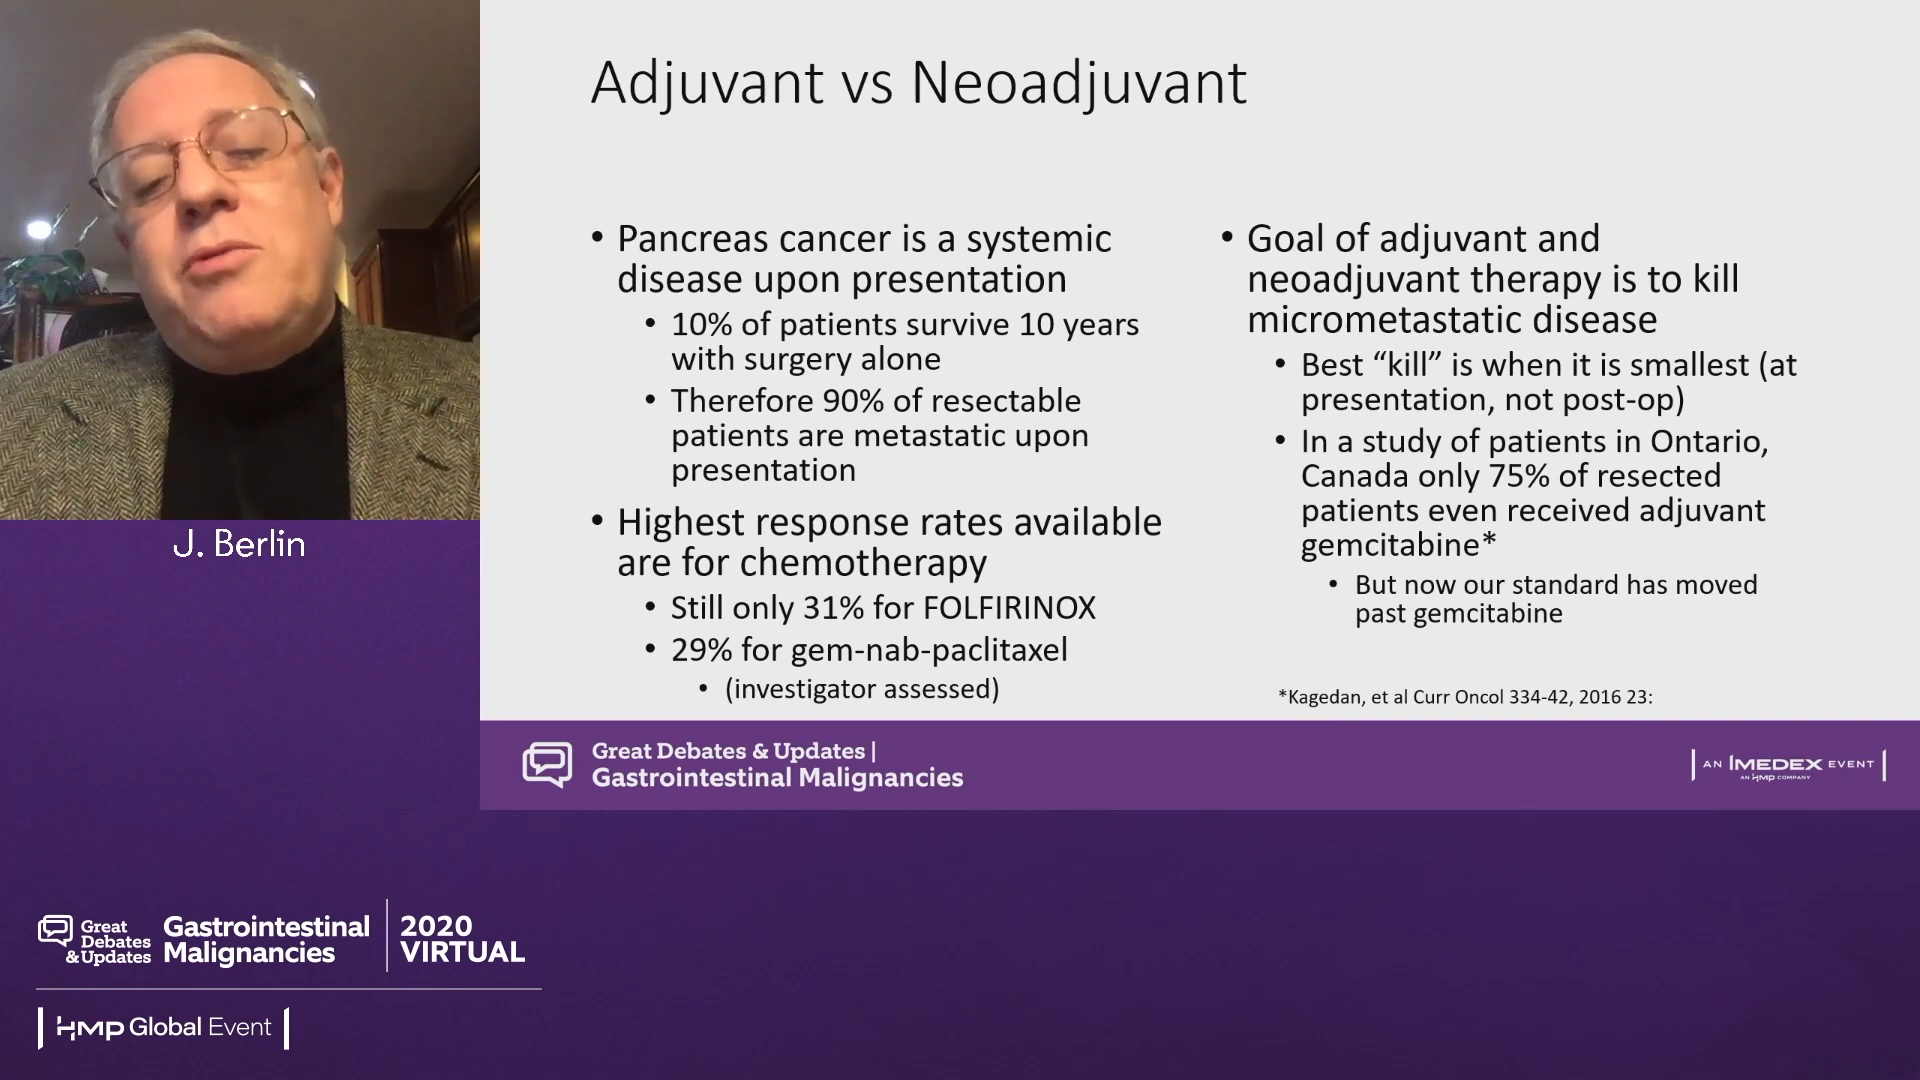 Adjuvant vs Neoadjuvant
• Pancreas cancer is a systemic
disease upon presentation
• 10% of patients survive 10 years
with surgery alone
• Therefore 90% of resectable
patients are metastatic upon
presentation
• Highest response rates available
are for chemotherapy
• Still only 31% for FOLFIRINOX
• 29% for gem-nab-paclitaxel
• (investigator assessed)
• Goal of adjuvant and
neoadjuvant therapy is to kill
micrometastatic disease
• Best “kill” is when it is smallest (at
presentation, not post-op)
• In a study of patients in Ontario,
Canada only 75% of resected
patients even received adjuvant
gemcitabine*
• But now our standard has moved
past gemcitabine
*Kagedan, et al Curr Oncol 334-42, 2016 23:
J. Berlin
Great Debates & Updates |
Gastrointestinal Malignancies
AN IMEDEX EVENT
AN HMP COMPANY
Great
Debates
&Updates
Gastrointestinal
Malignancies
2020
VIRTUAL
HMP Global Event